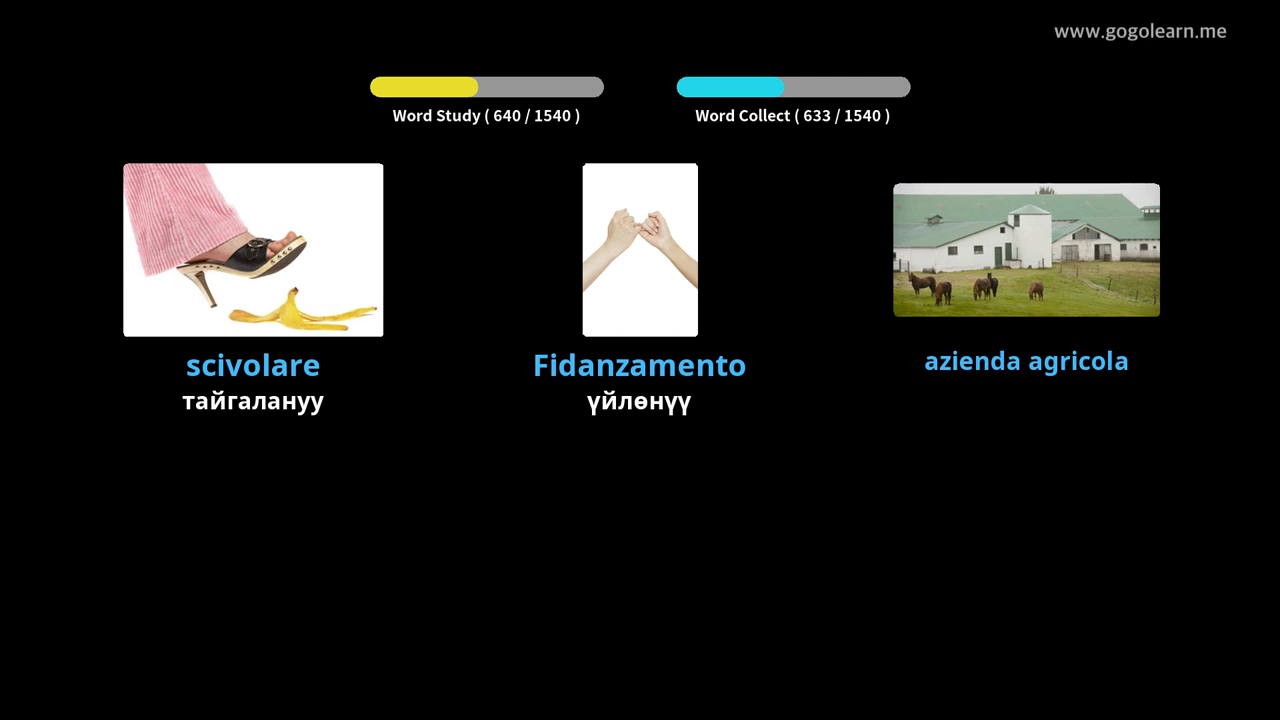 www.gogolearn.me
Word Study ( 640 / 1540 )
Word Collect ( 633 / 1540 )
scivolare
тайгалануу
Fidanzamento
үйлөнүү
azienda agricola